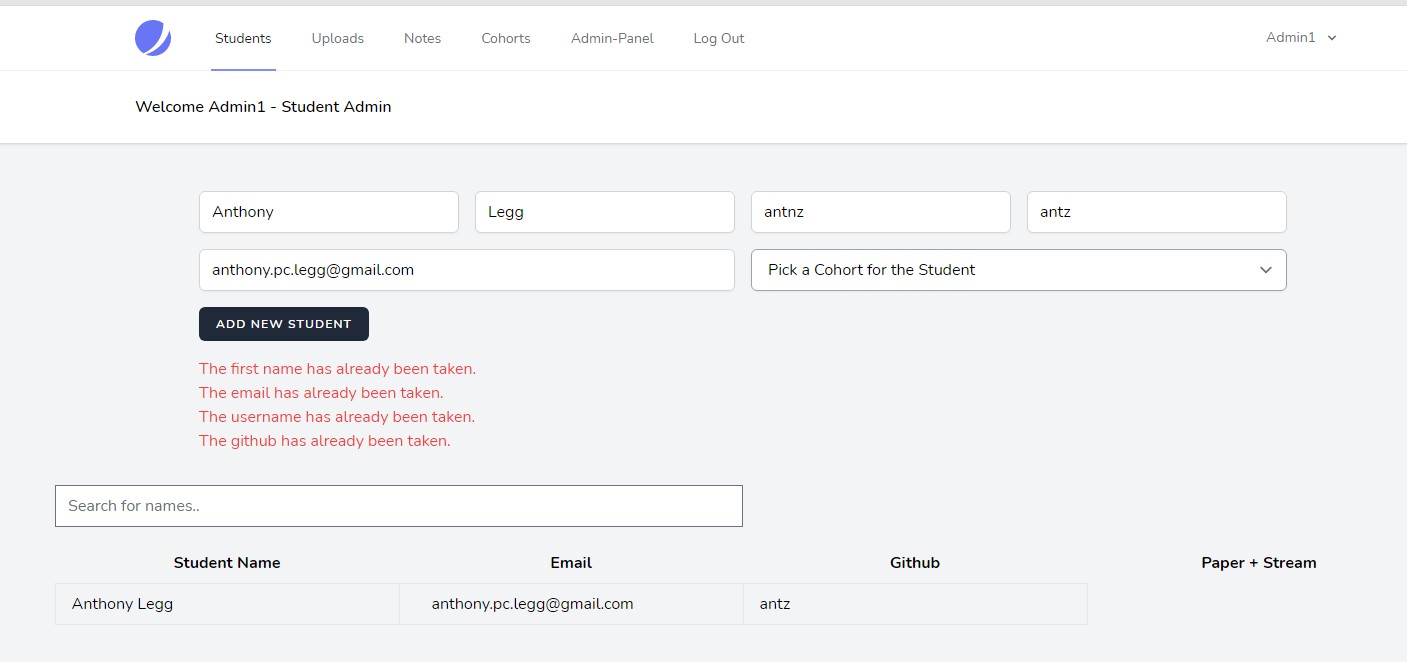 Students Uploads Notes Cohorts Admin-Panel Log Out Admin1
Welcome Admin1 - Student Admin
Anthony Legg antnz antz
anthony.pc.legg@gmail.com Pick a Cohort for the Student
ADD NEW STUDENT
The first name has already been taken.
The email has already been taken.
The username has already been taken.
The github has already been taken.
Search for names..
Student Name Email Github Paper + Stream
Anthony Legg anthony.pc.legg@gmail.com antz